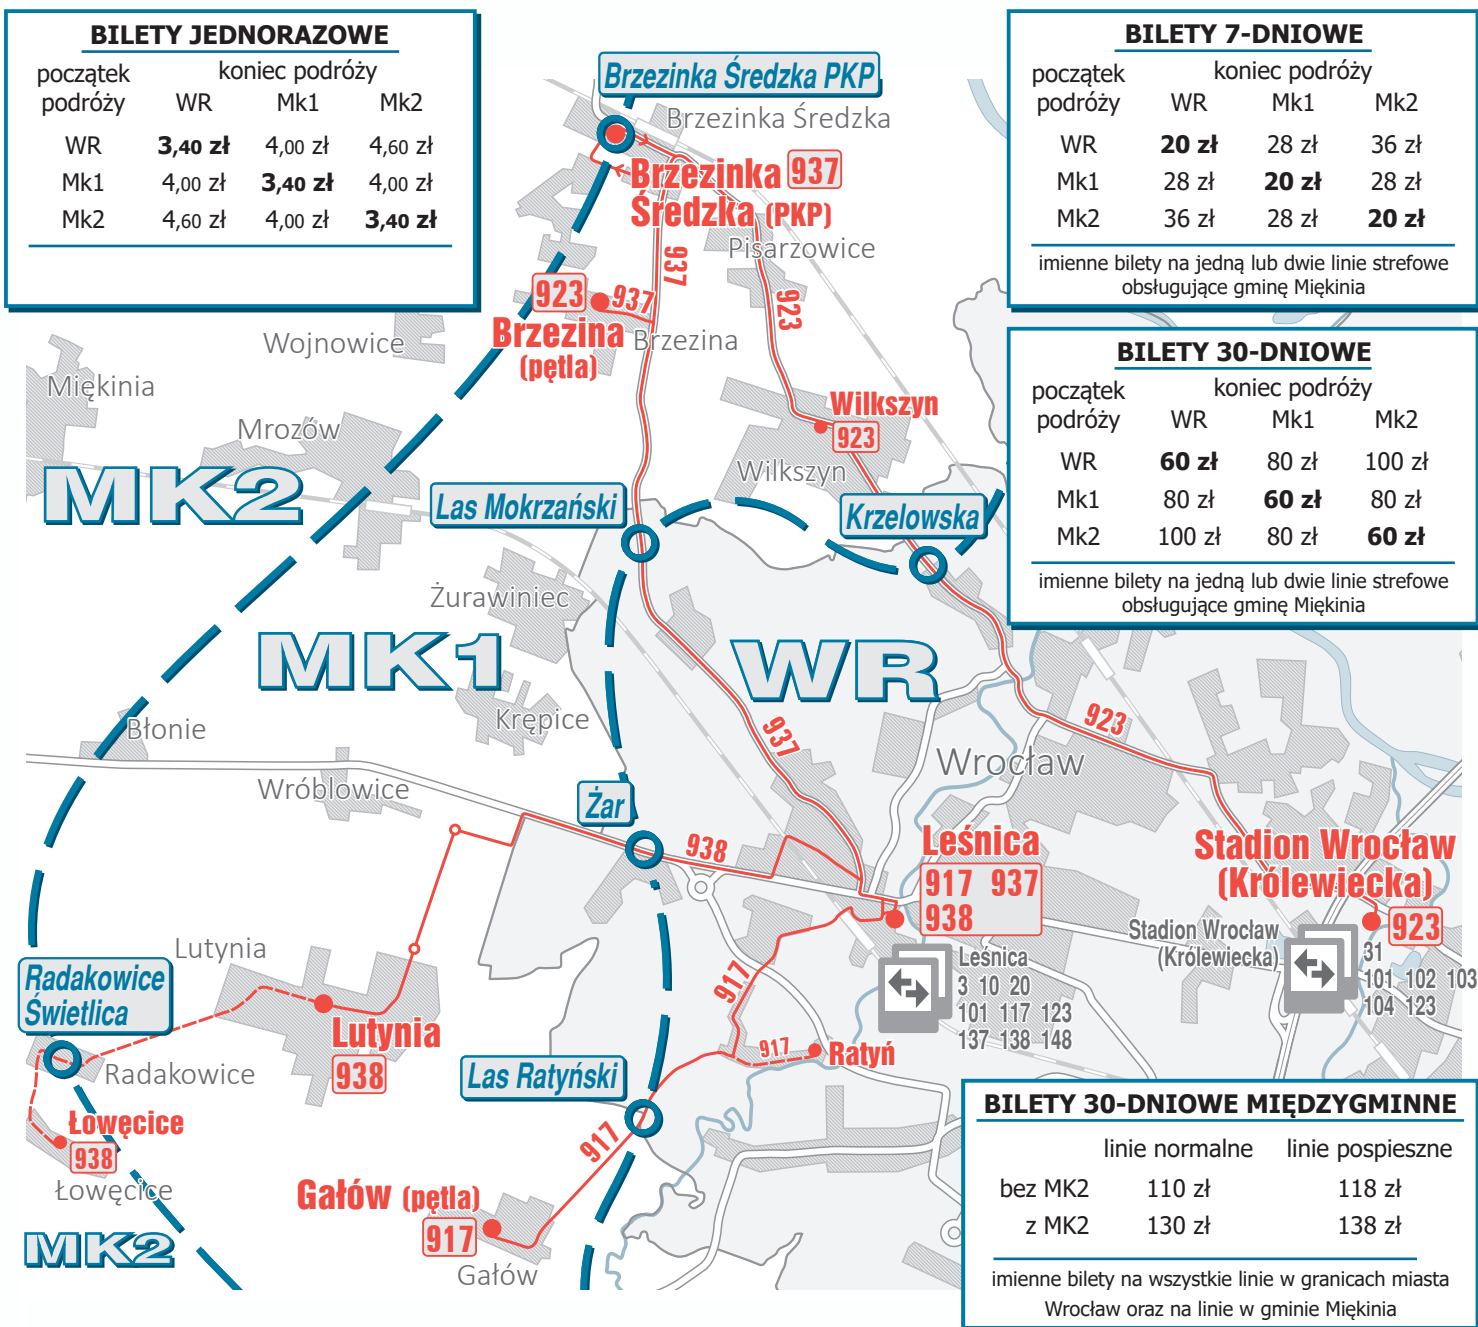 BILETY JEDNORAZOWE
początek koniec podróży
podróży WR Mk1 Mk2
WR 3,40 zł 4,00 zł 4,60 zł
Mk1 4,00 zł 3,40 zł 4,00 zł
Mk2 4,60 zł 4,00 zł 3,40 zł
BILETY 7-DNIOWE
początek koniec podróży
podróży WR Mk1 Mk2
WR 20 zł 28 zł 36 zł
Mk1 28 zł 20 zł 28 zł
Mk2 36 zł 28 zł 20 zł
imienne bilety na jedną lub dwie linie strefowe
obsługujące gminę Miękinia
BILETY 30-DNIOWE
początek koniec podróży
podróży WR Mk1 Mk2
WR 60 zł 80 zł 100 zł
Mk1 80 zł 60 zł 80 zł
Mk2 100 zł 80 zł 60 zł
imienne bilety na jedną lub dwie linie strefowe
obsługujące gminę Miękinia
Brzezinka Średzka PKP
Brzezinka Średzka
Brzezinka 937
Średzka (PKP)
Pisarzowice
937
923
923 937
Brzezina
(pętla)
Brzezina
Wojnowice
Miękinia
Mrozów
Wilkszyn
923
Wilkszyn
MK2
Las Mokrzański
Krzelowska
Żurawiniec
MK1
WR
Krępice
937
923
Błonie
Wrocław
Wróblowice
Żar
938
Leśnica
917 937
938
Stadion Wrocław
(Królewiecka)
923
Stadion Wrocław
(Królewiecka)
31
101 102 103
104 123
Leśnica
3 10 20
101 117 123
137 138 148
Lutynia
Radakowice
Świetlica
Lutynia
938
917
917
Ratyń
Radakowice
Las Ratyński
Łowęcice
938
Łowęcice
917
Gałów (pętla)
917
Gałów
MK2
BILETY 30-DNIOWE MIĘDZYGMINNE
linie normalne linie pospieszne
bez MK2 110 zł 118 zł
z MK2 130 zł 138 zł
imienne bilety na wszystkie linie w granicach miasta
Wrocław oraz na linie w gminie Miękinia